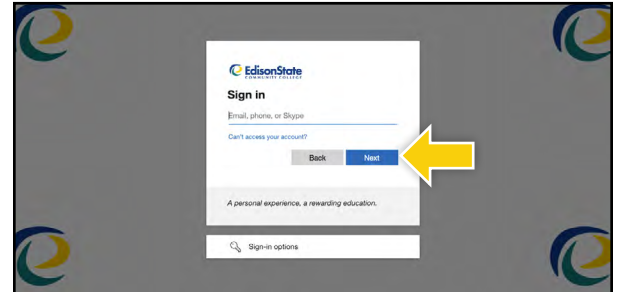 EdisonState
COMMUNITY COLLEGE
Sign in
Email, phone, or Skype
Can't access your account?
Back Next
A personal experience, a rewarding education.
Sign-in options